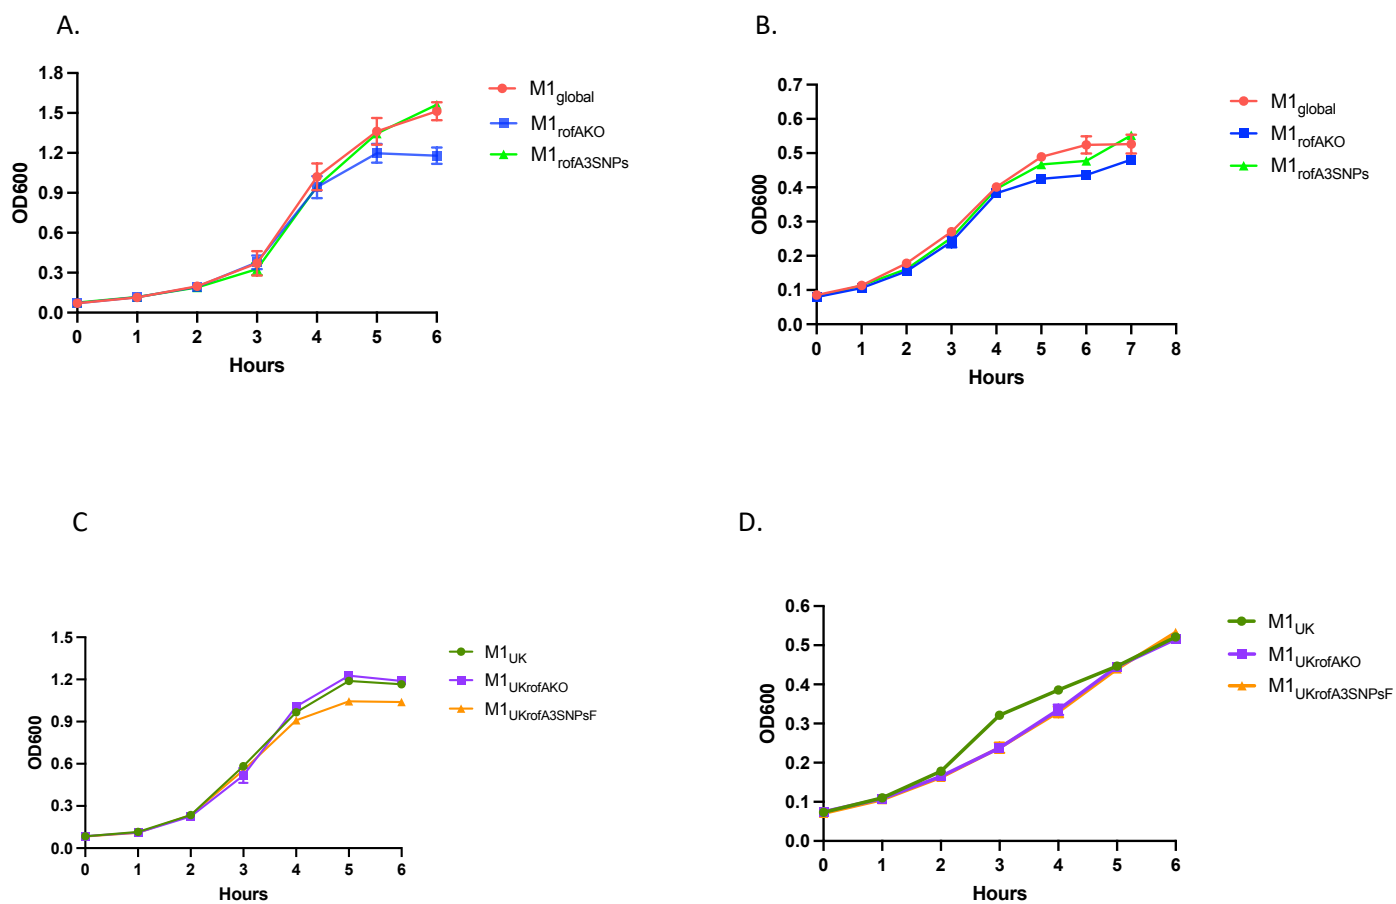 A.
1.8
1.5
1.2
0.9
0.6
0.3
0.0
OD600
0 1 2 3 4 5 6
Hours
M1global
M1rofAKO
M1rofA3SNPs
B.
0.7
0.6
0.5
0.4
0.3
0.2
0.1
0.0
OD600
0 1 2 3 4 5 6 7 8
Hours
M1global
M1rofAKO
M1rofA3SNPs
C
1.5
1.2
0.9
0.6
0.3
0.0
OD600
0 1 2 3 4 5 6
Hours
M1UK
M1UKrofAKO
M1UKrofA3SNPsF
D.
0.6
0.5
0.4
0.3
0.2
0.1
0.0
OD600
0 1 2 3 4 5 6
Hours
M1UK
M1UKrofAKO
M1UKrofA3SNPsF